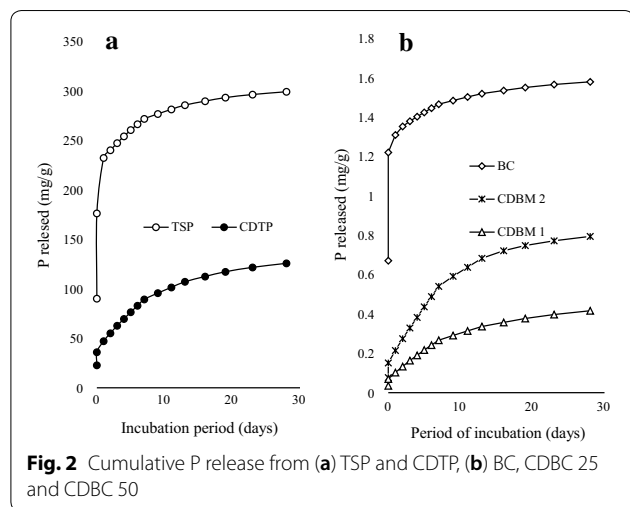 a
350
300
250
200
150
100
50
0
P relesed (mg/g)
TSP
CDTP
0
10
20
30
Incubation period (days)
b
1.8
1.6
1.4
1.2
1
0.8
0.6
0.4
0.2
0
P released (mg/g)
BC
CDBM 2
CDBM 1
0
10
20
30
Period of incubation (days)
Fig. 2 Cumulative P release from (a) TSP and CDTP, (b) BC, CDBC 25
and CDBC 50